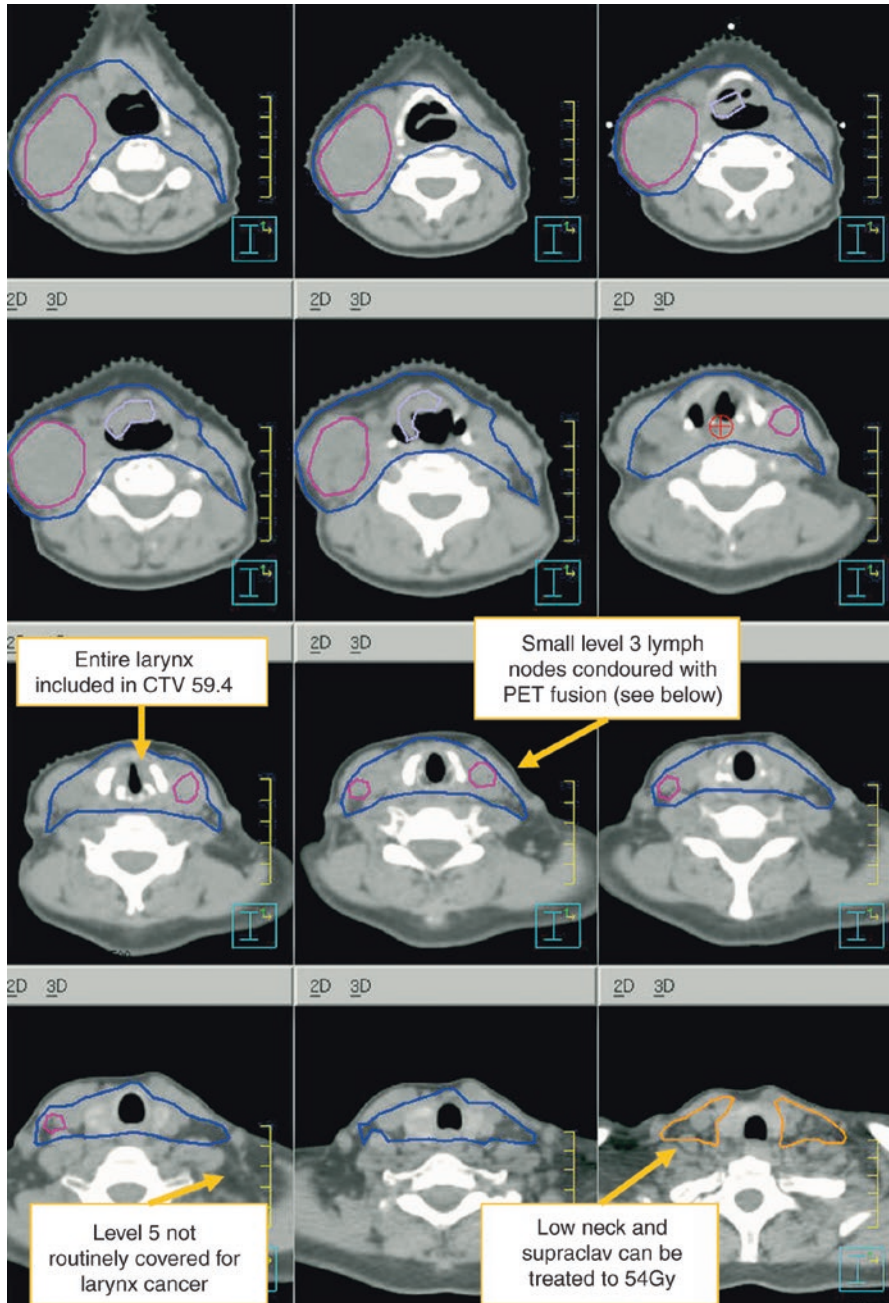 2D 3D
2D 3D
2D 3D
2D 3D
2D 3D
Entire larynx
included in CTV 59.4
Small level 3 lymph
nodes condoured with
PET fusion (see below)
2D 3D
2D 3D
2D 3D
Level 5 not
routinely covered for
larynx cancer
Low neck and
supraclav can be
treated to 54Gy